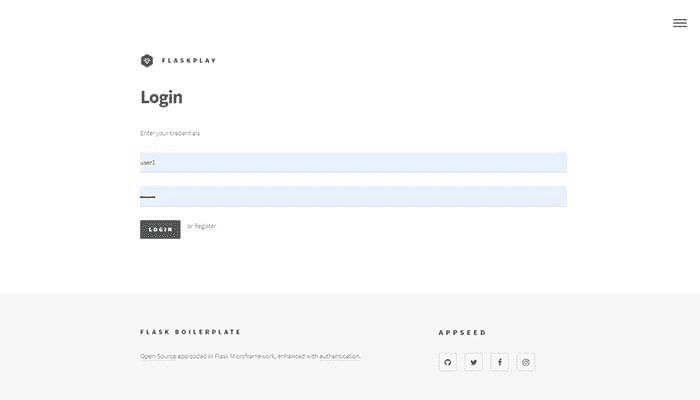 FLASKPLAY
Login
Enter your credentials
user1
LOGIN or Register
FLASK BOILERPLATE
Open-Source app coded in Flask Microframework, enhanced with authentication.
APPSEED